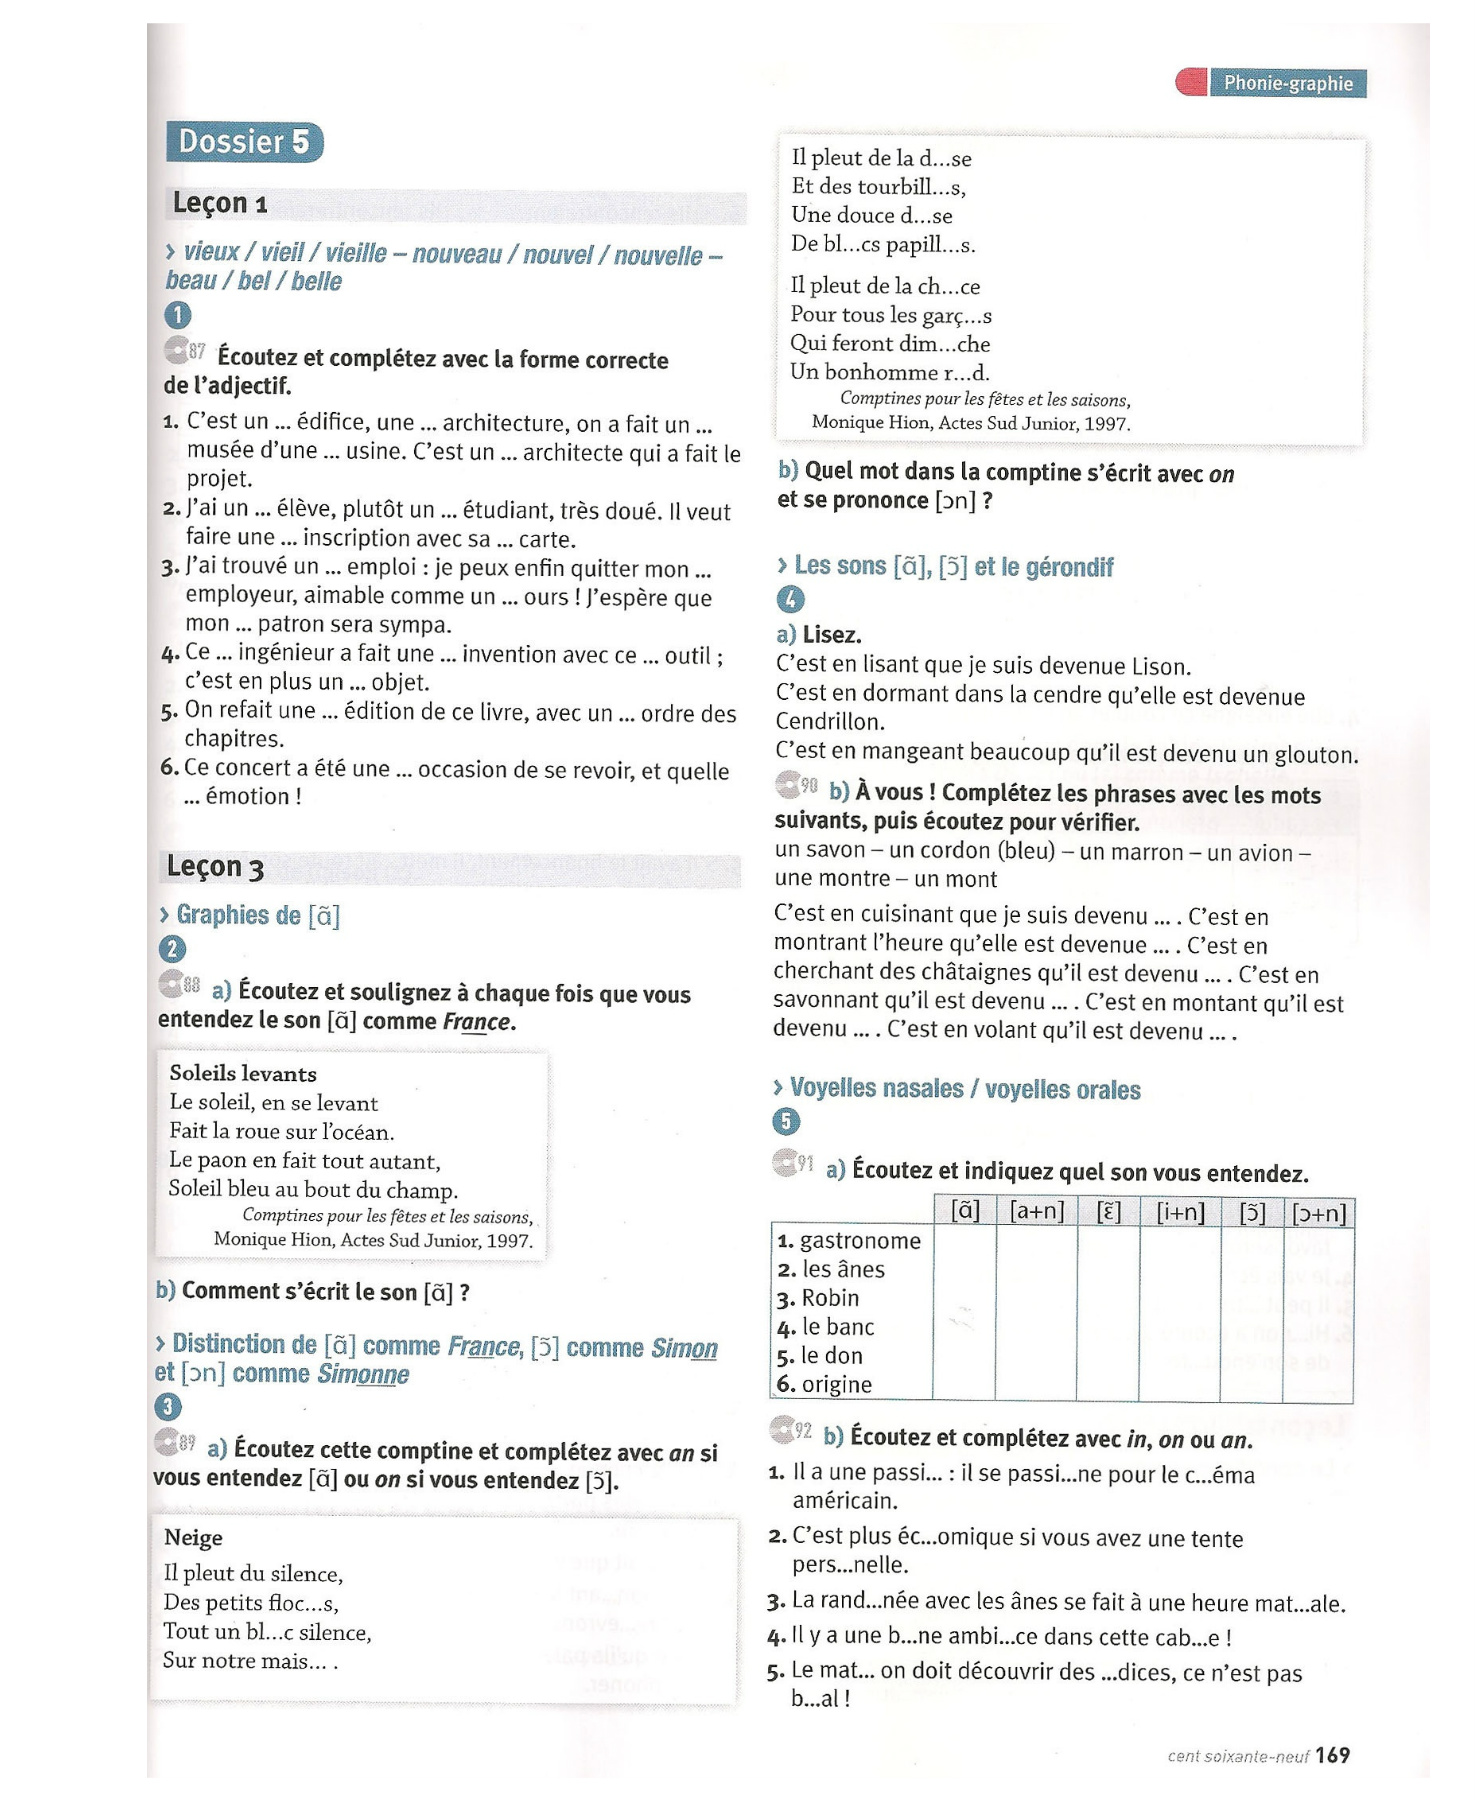 Phonie-graphie
Dossier 5
Leçon 1
› vieux / vieil / vieille – nouveau / nouvel / nouvelle –
beau / bel / belle
1
87 Écoutez et complétez avec la forme correcte
de l'adjectif.
1. C'est un ... édifice, une ... architecture, on a fait un ...
musée d'une ... usine. C'est un ... architecte qui a fait le
projet.
2. J'ai un ... élève, plutôt un ... étudiant, très doué. Il veut
faire une ... inscription avec sa ... carte.
3. J'ai trouvé un ... emploi : je peux enfin quitter mon ...
employeur, aimable comme un ... ours ! J'espère que
mon ... patron sera sympa.
4. Ce ... ingénieur a fait une ... invention avec ce ... outil ;
c'est en plus un ... objet.
5. On refait une ... édition de ce livre, avec un ... ordre des
chapitres.
6. Ce concert a été une ... occasion de se revoir, et quelle
... émotion !
Leçon 3
› Graphies de [ɑ̃]
2
88 a) Écoutez et soulignez à chaque fois que vous
entendez le son [ɑ̃] comme France.
Soleils levants
Le soleil, en se levant
Fait la roue sur l'océan.
Le paon en fait tout autant,
Soleil bleu au bout du champ.
Comptines pour les fêtes et les saisons,
Monique Hion, Actes Sud Junior, 1997.
b) Comment s'écrit le son [ɑ̃] ?
› Distinction de [ɑ̃] comme France, [ɔ̃] comme Simon
et [ɔn] comme Simonne
3
89 a) Écoutez cette comptine et complétez avec an si
vous entendez [ɑ̃] ou on si vous entendez [ɔ̃].
Neige
Il pleut du silence,
Des petits floc...s,
Tout un bl...c silence,
Sur notre mais... .
Il pleut de la d...se
Et des tourbill...s,
Une douce d...se
De bl...cs papill...s.
Il pleut de la ch...ce
Pour tous les garç...s
Qui feront dim...che
Un bonhomme r...d.
Comptines pour les fêtes et les saisons,
Monique Hion, Actes Sud Junior, 1997.
b) Quel mot dans la comptine s'écrit avec on
et se prononce [ɔn] ?
› Les sons [ɑ̃], [ɔ̃] et le gérondif
4
a) Lisez.
C'est en lisant que je suis devenue Lison.
C'est en dormant dans la cendre qu'elle est devenue
Cendrillon.
C'est en mangeant beaucoup qu'il est devenu un glouton.
90 b) À vous ! Complétez les phrases avec les mots
suivants, puis écoutez pour vérifier.
un savon – un cordon (bleu) – un marron – un avion –
une montre – un mont
C'est en cuisinant que je suis devenu ... . C'est en
montrant l'heure qu'elle est devenue ... . C'est en
cherchant des châtaignes qu'il est devenu ... . C'est en
savonnant qu'il est devenu ... . C'est en montant qu'il est
devenu ... . C'est en volant qu'il est devenu ... .
› Voyelles nasales / voyelles orales
5
91 a) Écoutez et indiquez quel son vous entendez.
[ɑ̃] [a+n] [ɛ̃] [i+n] [ɔ̃] [ɔ+n]
1. gastronome
2. les ânes
3. Robin
4. le banc
5. le don
6. origine
92 b) Écoutez et complétez avec in, on ou an.
1. Il a une passi... : il se passi...ne pour le c...éma
américain.
2. C'est plus éc...omique si vous avez une tente
pers...nelle.
3. La rand...née avec les ânes se fait à une heure mat...ale.
4. Il y a une b...ne ambi...ce dans cette cab...e !
5. Le mat... on doit découvrir des ...dices, ce n'est pas
b...al !
cent soixante-neuf 169